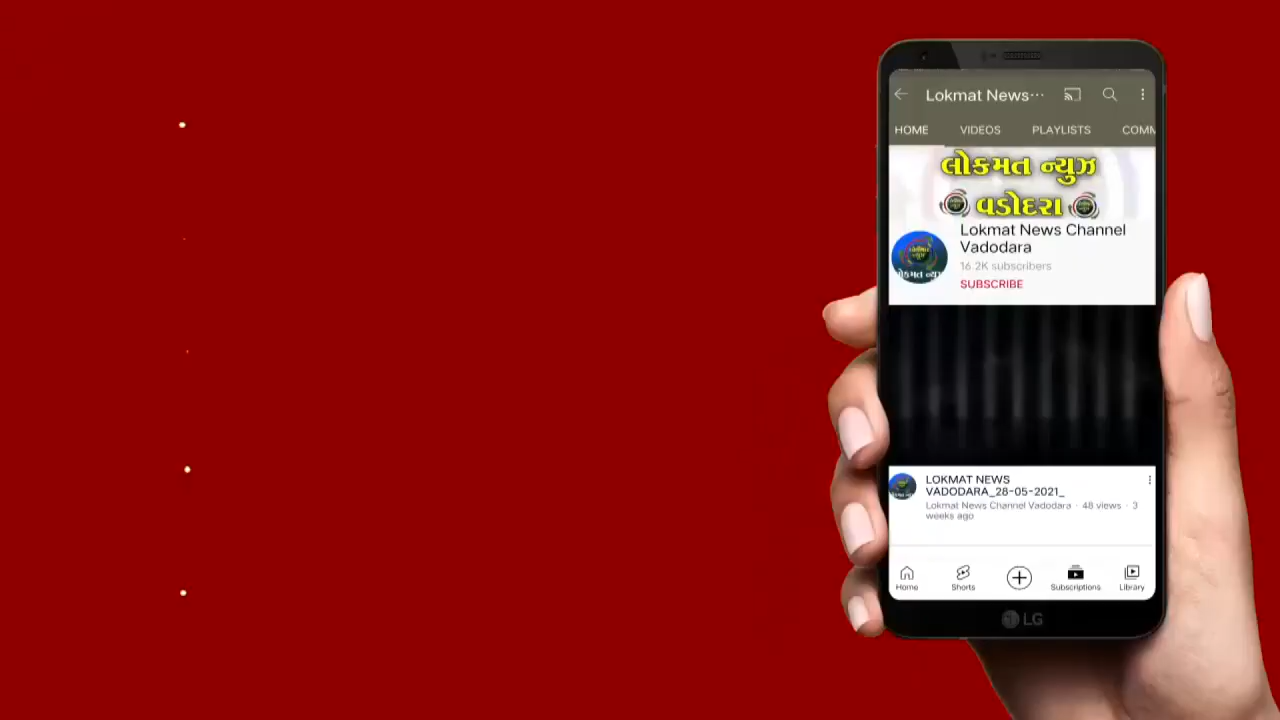 Lokmat News···
HOME VIDEOS PLAYLISTS COMM
લોકમત ન્યુઝ
વડોદરા
Lokmat News Channel
Vadodara
16.2K subscribers
SUBSCRIBE
LOKMAT NEWS
VADODARA_28-05-2021_
Lokmat News Channel Vadodara · 48 views · 3
weeks ago
Home Shorts Subscriptions Library
LG